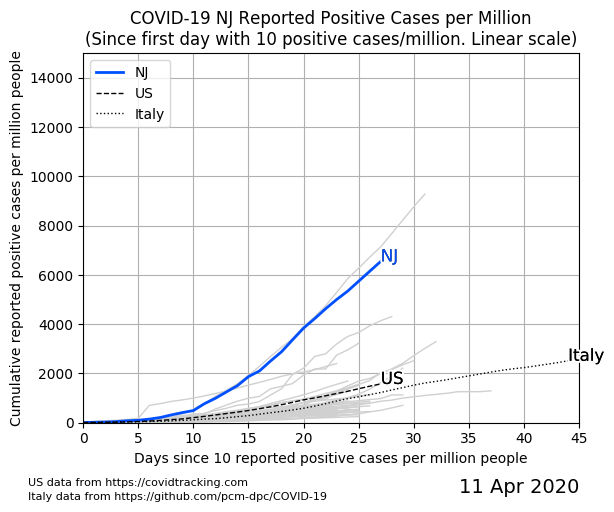 COVID-19 NJ Reported Positive Cases per Million
(Since first day with 10 positive cases/million. Linear scale)
Cumulative reported positive cases per million people
14000
12000
10000
8000
6000
4000
2000
0
NJ
US
Italy
NJ
US
Italy
0 5 10 15 20 25 30 35 40 45
Days since 10 reported positive cases per million people
US data from https://covidtracking.com
Italy data from https://github.com/pcm-dpc/COVID-19
11 Apr 2020